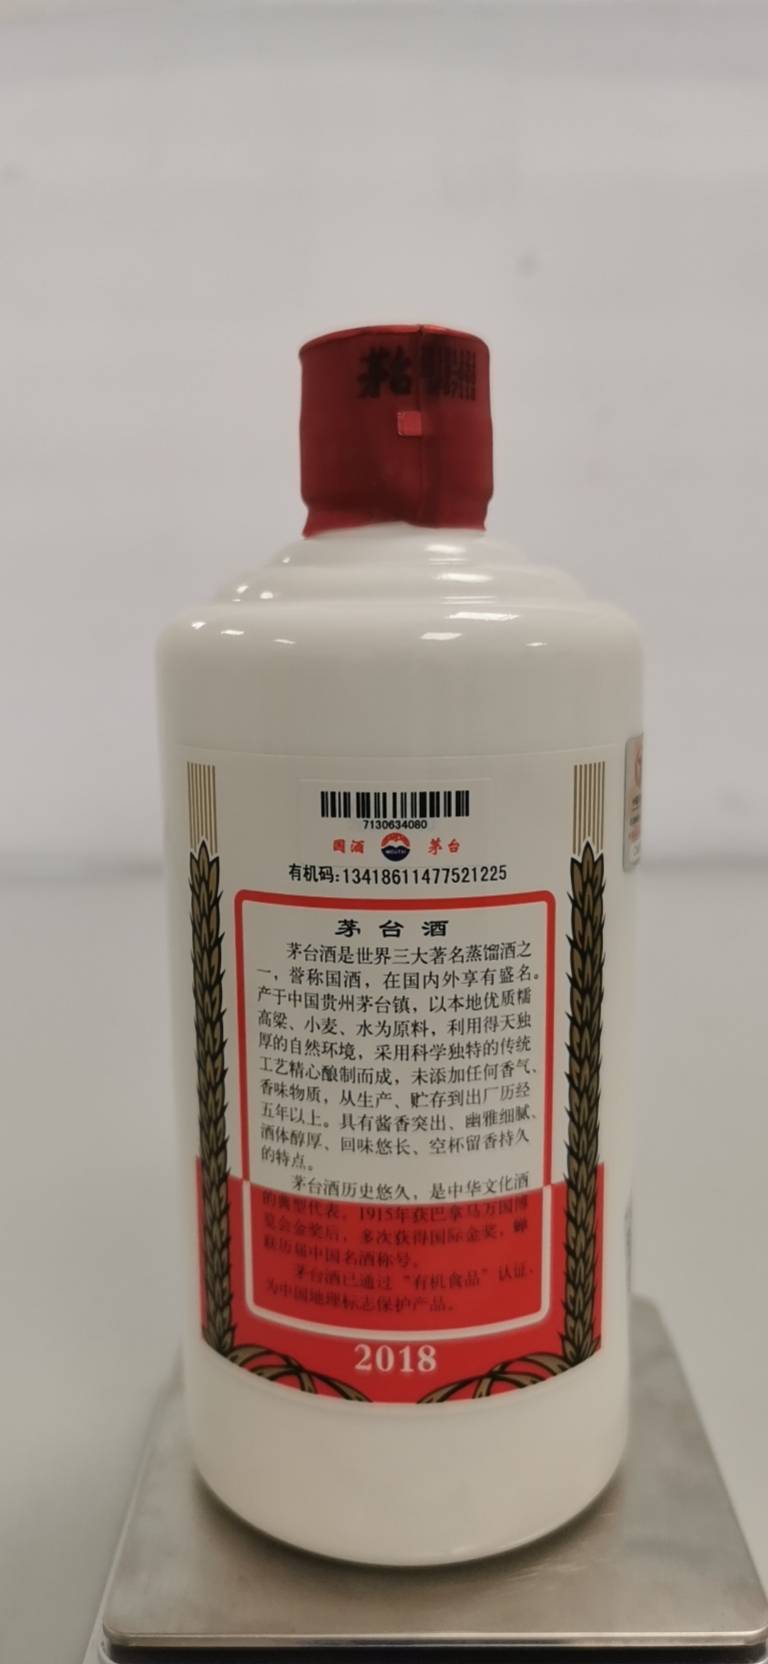 茅台
7130634080
国酒 茅台
MOUTAI
有机码:13418611477521225
茅台酒
茅台酒是世界三大著名蒸馏酒之
一，誉称国酒，在国内外享有盛名。
产于中国贵州茅台镇，以本地优质糯
高粱、小麦、水为原料，利用得天独
厚的自然环境，采用科学独特的传统
工艺精心酿制而成，未添加任何香气、
香味物质，从生产、贮存到出厂历经
五年以上。具有酱香突出、幽雅细腻、
酒体醇厚、回味悠长、空杯留香持久
的特点。
茅台酒历史悠久，是中华文化酒
的典型代表。1915年获巴拿马万国博
览会金奖后，多次获得国际金奖，蝉
联历届中国名酒称号。
茅台酒已通过“有机食品”认证、
为中国地理标志保护产品。
2018